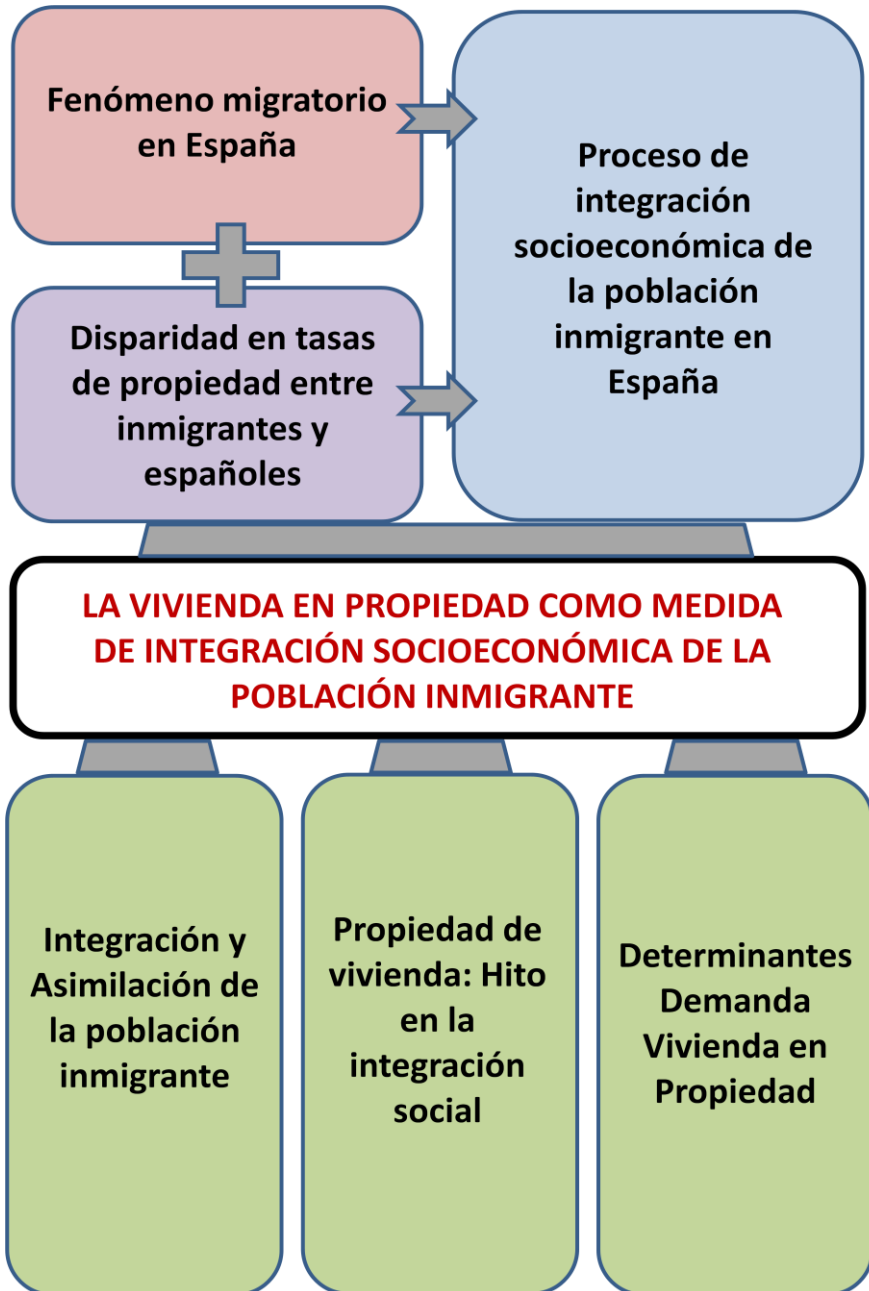 Fenómeno migratorio
en España
Proceso de
integración
socioeconómica de
la población
inmigrante en
España
Disparidad en tasas
de propiedad entre
inmigrantes y
españoles
LA VIVIENDA EN PROPIEDAD COMO MEDIDA
DE INTEGRACIÓN SOCIOECONÓMICA DE LA
POBLACIÓN INMIGRANTE
Integración y
Asimilación de
la población
inmigrante
Propiedad de
vivienda: Hito
en la
integración
social
Determinantes
Demanda
Vivienda en
Propiedad